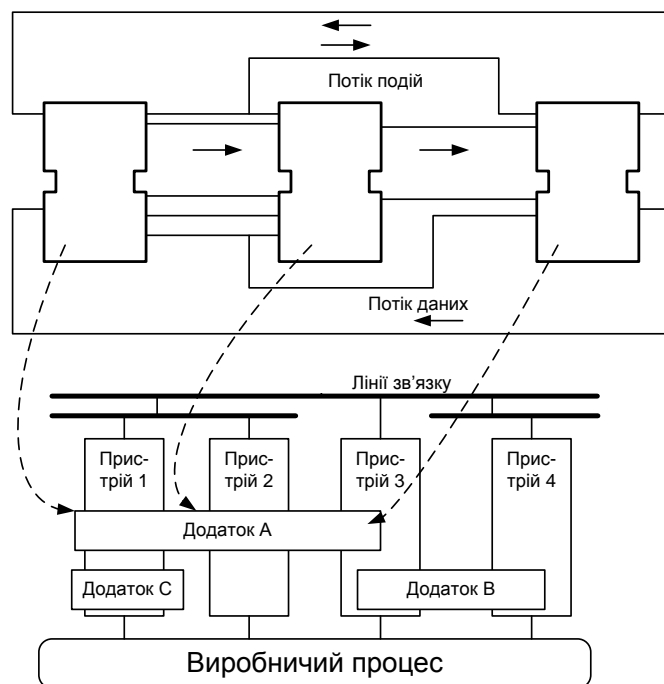 Потік подій
Потік даних
Лінії зв’язку
Прис-
трій 1
Прис-
трій 2
Прис-
трій 3
Прис-
трій 4
Додаток А
Додаток С
Додаток В
Виробничий процес